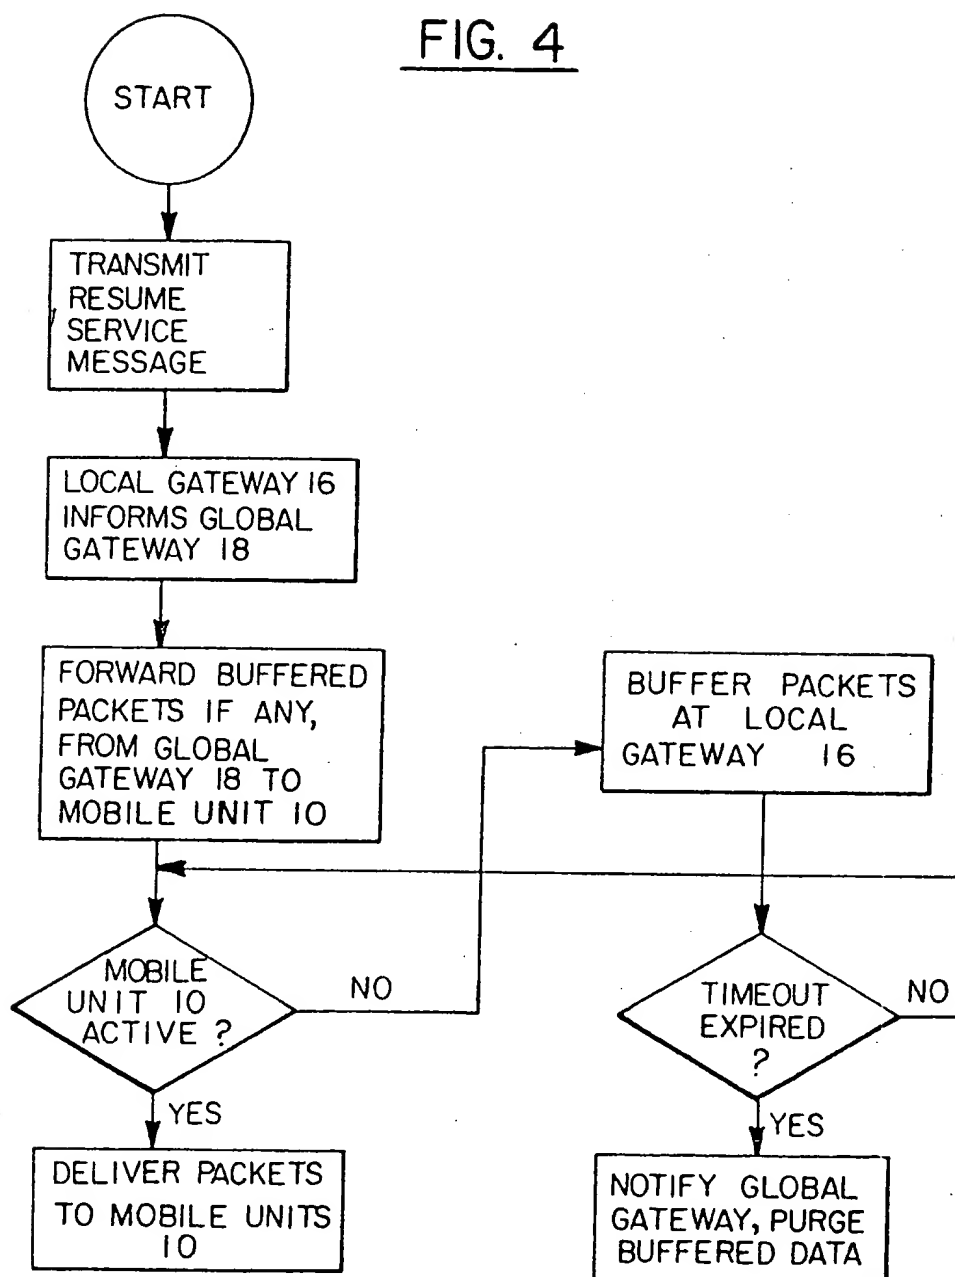 FIG. 4
START
TRANSMIT
RESUME
SERVICE
MESSAGE
LOCAL GATEWAY 16
INFORMS GLOBAL
GATEWAY 18
FORWARD BUFFERED
PACKETS IF ANY,
FROM GLOBAL
GATEWAY 18 TO
MOBILE UNIT 10
BUFFER PACKETS
AT LOCAL
GATEWAY 16
MOBILE
UNIT 10
ACTIVE ?
NO
YES
DELIVER PACKETS
TO MOBILE UNITS
10
TIMEOUT
EXPIRED
?
NO
YES
NOTIFY GLOBAL
GATEWAY, PURGE
BUFFERED DATA